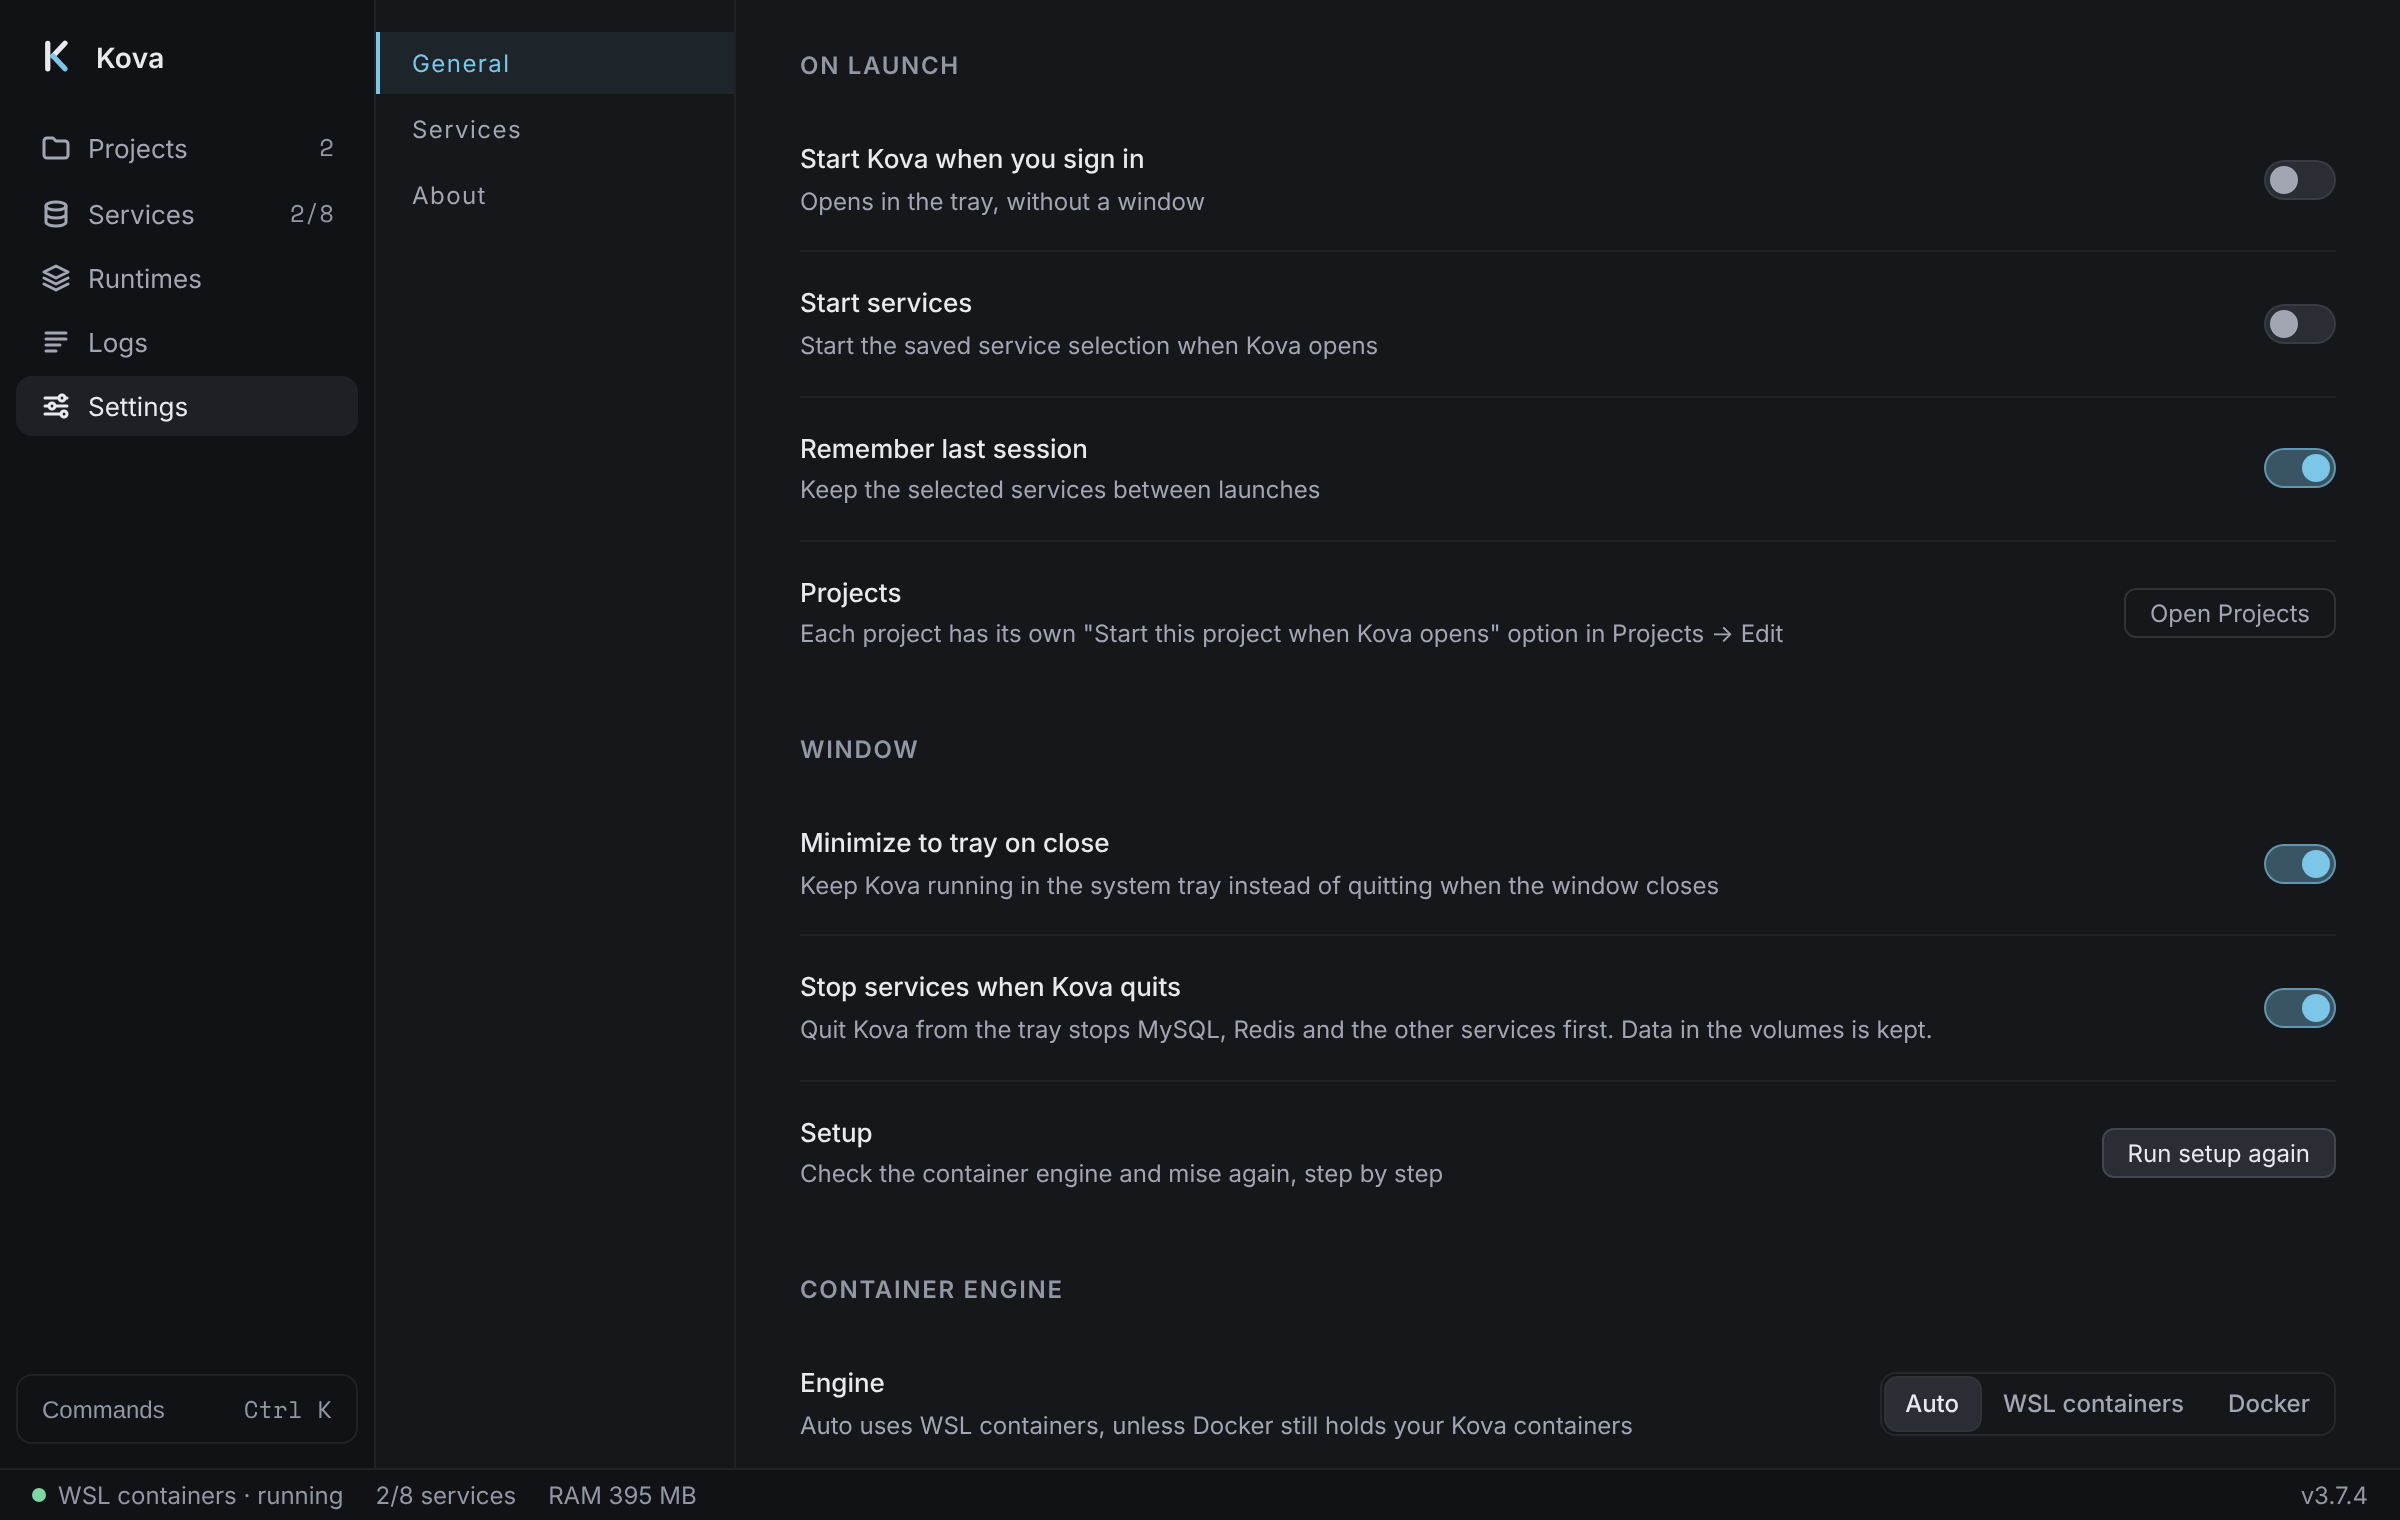 Kova
Projects 2
Services 2/8
Runtimes
Logs
Settings
Commands Ctrl K
General
Services
About
ON LAUNCH
Start Kova when you sign in
Opens in the tray, without a window
Start services
Start the saved service selection when Kova opens
Remember last session
Keep the selected services between launches
Projects
Each project has its own "Start this project when Kova opens" option in Projects → Edit
Open Projects
WINDOW
Minimize to tray on close
Keep Kova running in the system tray instead of quitting when the window closes
Stop services when Kova quits
Quit Kova from the tray stops MySQL, Redis and the other services first. Data in the volumes is kept.
Setup
Check the container engine and mise again, step by step
Run setup again
CONTAINER ENGINE
Engine
Auto uses WSL containers, unless Docker still holds your Kova containers
Auto WSL containers Docker
WSL containers · running 2/8 services RAM 395 MB v3.7.4